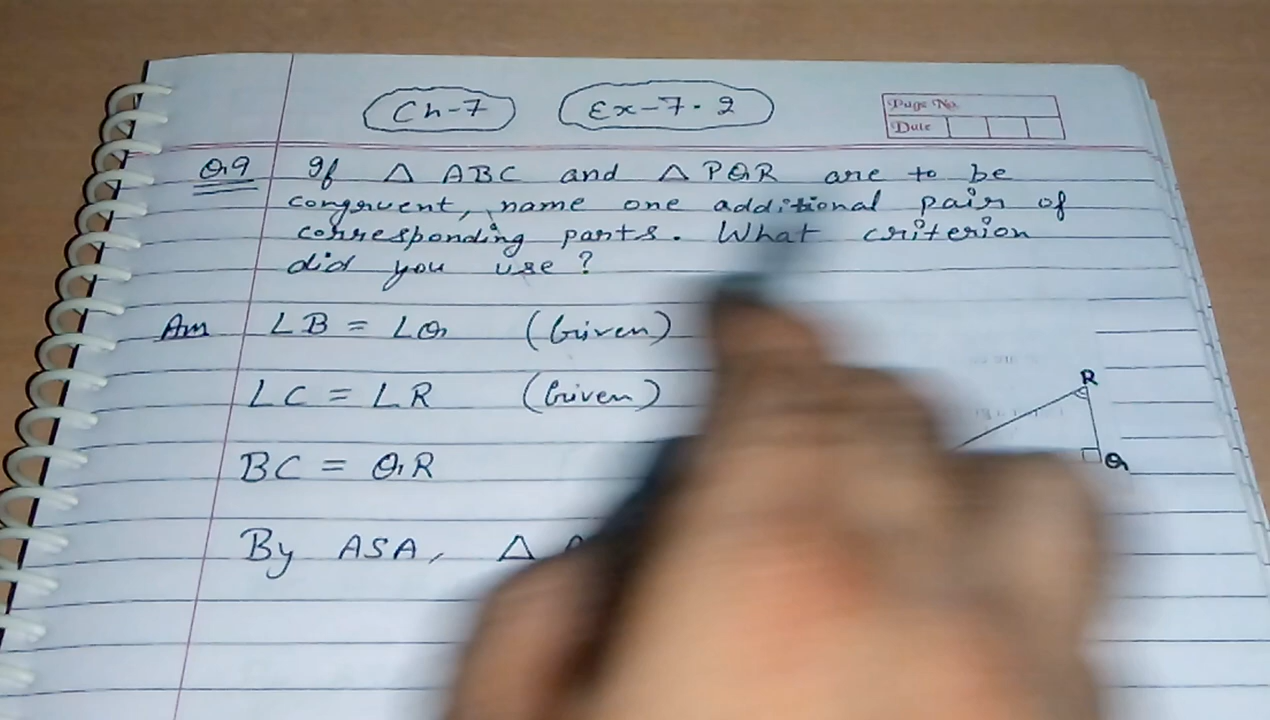 Ch-7 Ex-7.2
Page No.
Date
Q.9 If △ ABC and △ PQR are to be
congruent, name one additional pair of
corresponding parts. What criterion
did you use ?
Ans ∠B = ∠Q (Given)
∠C = ∠R (Given)
R
BC = QR
Q
By ASA, △